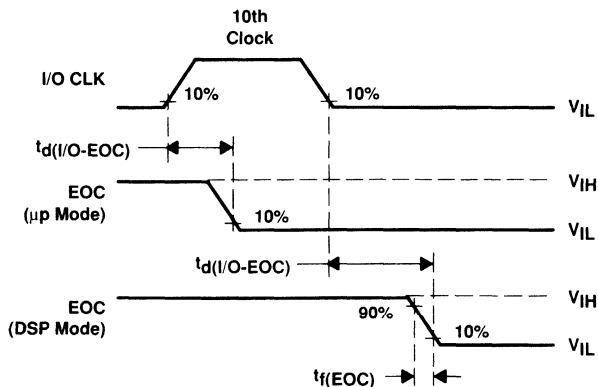 10th
Clock
I/O CLK
10%
10%
VIL
td(I/O-EOC)
EOC
(µp Mode)
VIH
10%
VIL
td(I/O-EOC)
EOC
(DSP Mode)
VIH
90%
10%
VIL
tf(EOC)